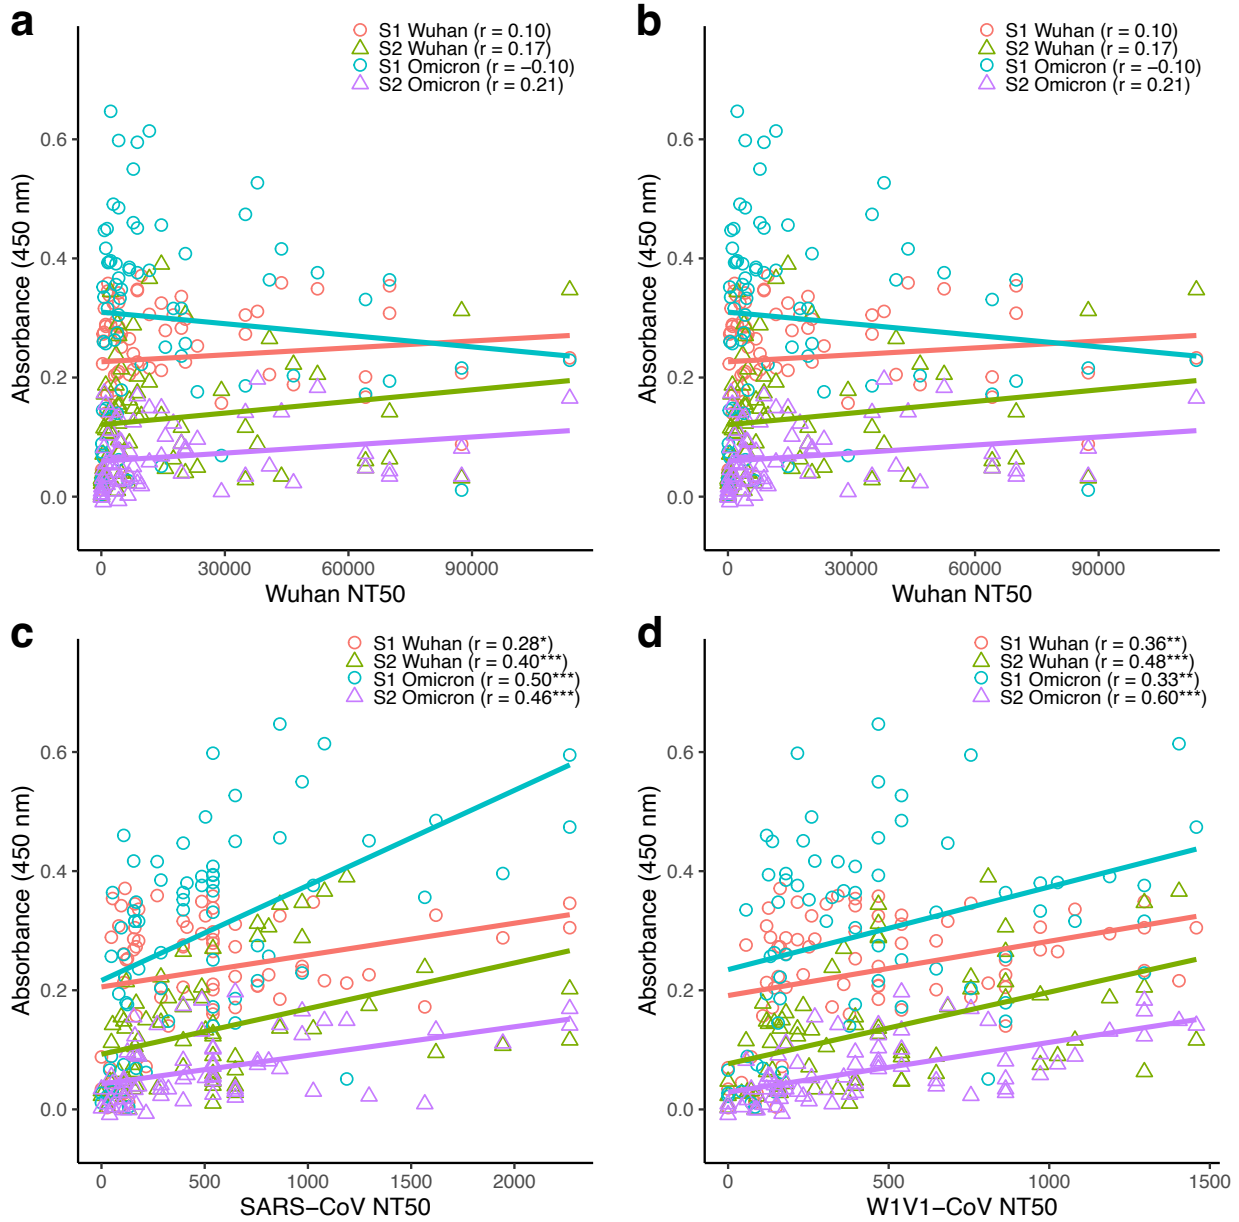 a
S1 Wuhan (r = 0.10)
S2 Wuhan (r = 0.17)
S1 Omicron (r = −0.10)
S2 Omicron (r = 0.21)
Absorbance (450 nm)
0.6
0.4
0.2
0.0
0 30000 60000 90000
Wuhan NT50
b
S1 Wuhan (r = 0.10)
S2 Wuhan (r = 0.17)
S1 Omicron (r = −0.10)
S2 Omicron (r = 0.21)
Absorbance (450 nm)
0.6
0.4
0.2
0.0
0 30000 60000 90000
Wuhan NT50
c
S1 Wuhan (r = 0.28*)
S2 Wuhan (r = 0.40***)
S1 Omicron (r = 0.50***)
S2 Omicron (r = 0.46***)
Absorbance (450 nm)
0.6
0.4
0.2
0.0
0 500 1000 1500 2000
SARS−CoV NT50
d
S1 Wuhan (r = 0.36**)
S2 Wuhan (r = 0.48***)
S1 Omicron (r = 0.33**)
S2 Omicron (r = 0.60***)
Absorbance (450 nm)
0.6
0.4
0.2
0.0
0 500 1000 1500
W1V1−CoV NT50